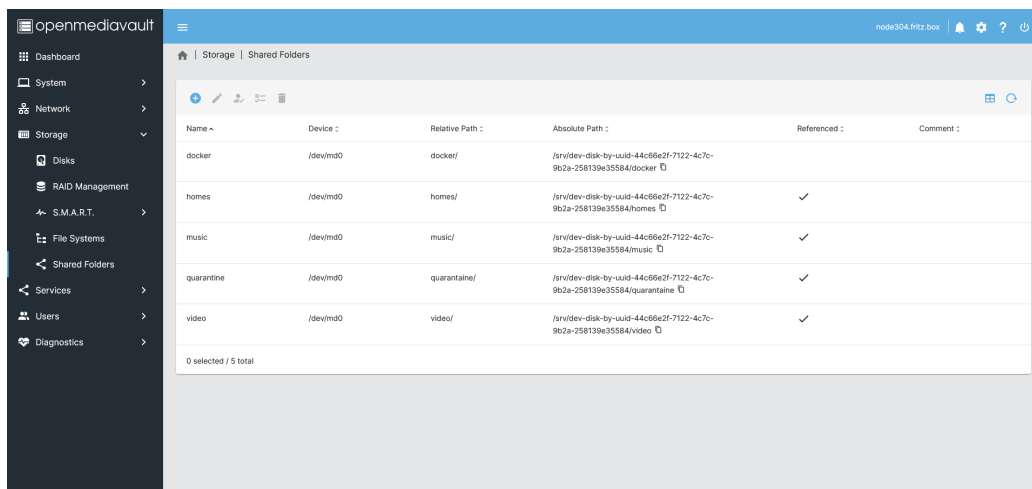 openmediavault
node304.fritz.box
?
Dashboard
System
Network
Storage
Disks
RAID Management
S.M.A.R.T.
File Systems
Shared Folders
Services
Users
Diagnostics
| Storage | Shared Folders
Name Device Relative Path Absolute Path Referenced Comment
docker /dev/md0 docker/ /srv/dev-disk-by-uuid-44c66e2f-7122-4c7c-
9b2a-258139e35584/docker
homes /dev/md0 homes/ /srv/dev-disk-by-uuid-44c66e2f-7122-4c7c-
9b2a-258139e35584/homes
music /dev/md0 music/ /srv/dev-disk-by-uuid-44c66e2f-7122-4c7c-
9b2a-258139e35584/music
quarantine /dev/md0 quarantaine/ /srv/dev-disk-by-uuid-44c66e2f-7122-4c7c-
9b2a-258139e35584/quarantaine
video /dev/md0 video/ /srv/dev-disk-by-uuid-44c66e2f-7122-4c7c-
9b2a-258139e35584/video
0 selected / 5 total